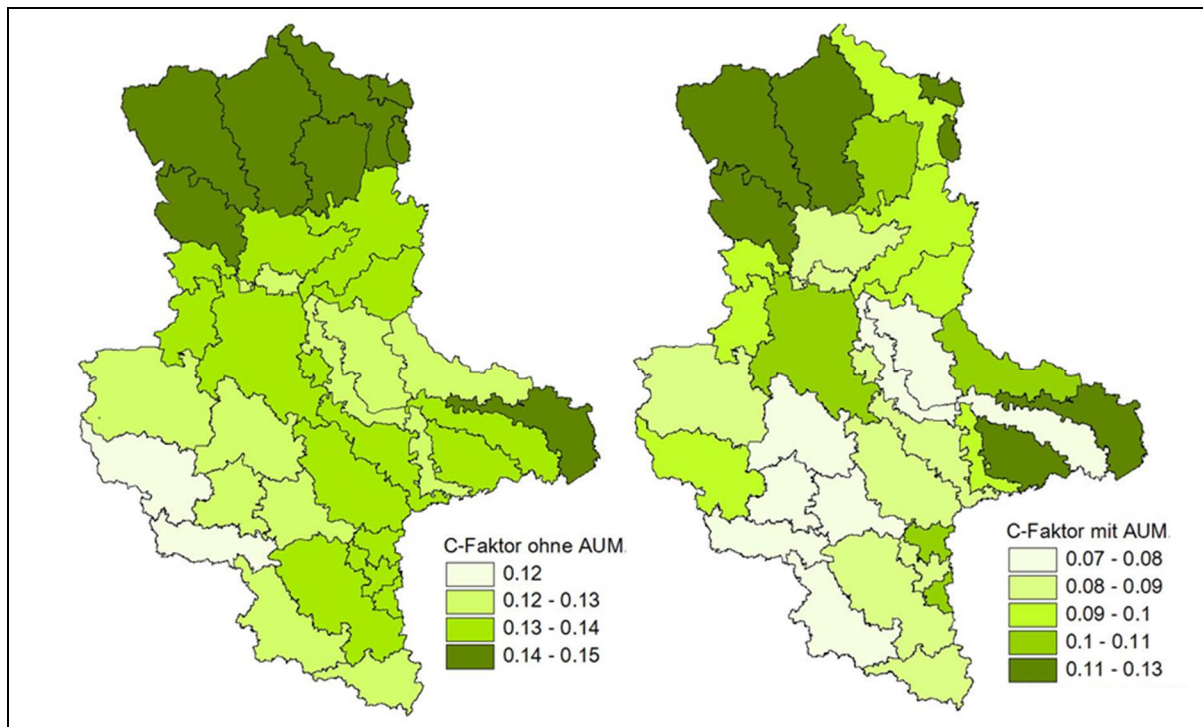 C-Faktor ohne AUM.
0.12
0.12 - 0.13
0.13 - 0.14
0.14 - 0.15
C-Faktor mit AUM.
0.07 - 0.08
0.08 - 0.09
0.09 - 0.1
0.1 - 0.11
0.11 - 0.13